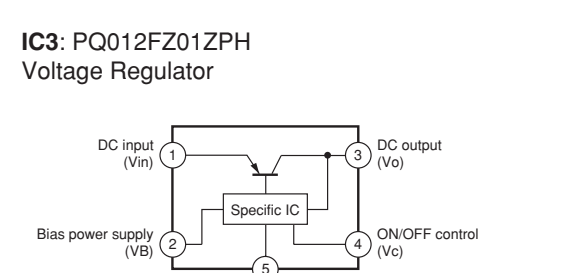 IC3: PQ012FZ01ZPH
Voltage Regulator
DC input
(Vin)
1
3
DC output
(Vo)
Specific IC
Bias power supply
(VB)
2
4
ON/OFF control
(Vc)
5